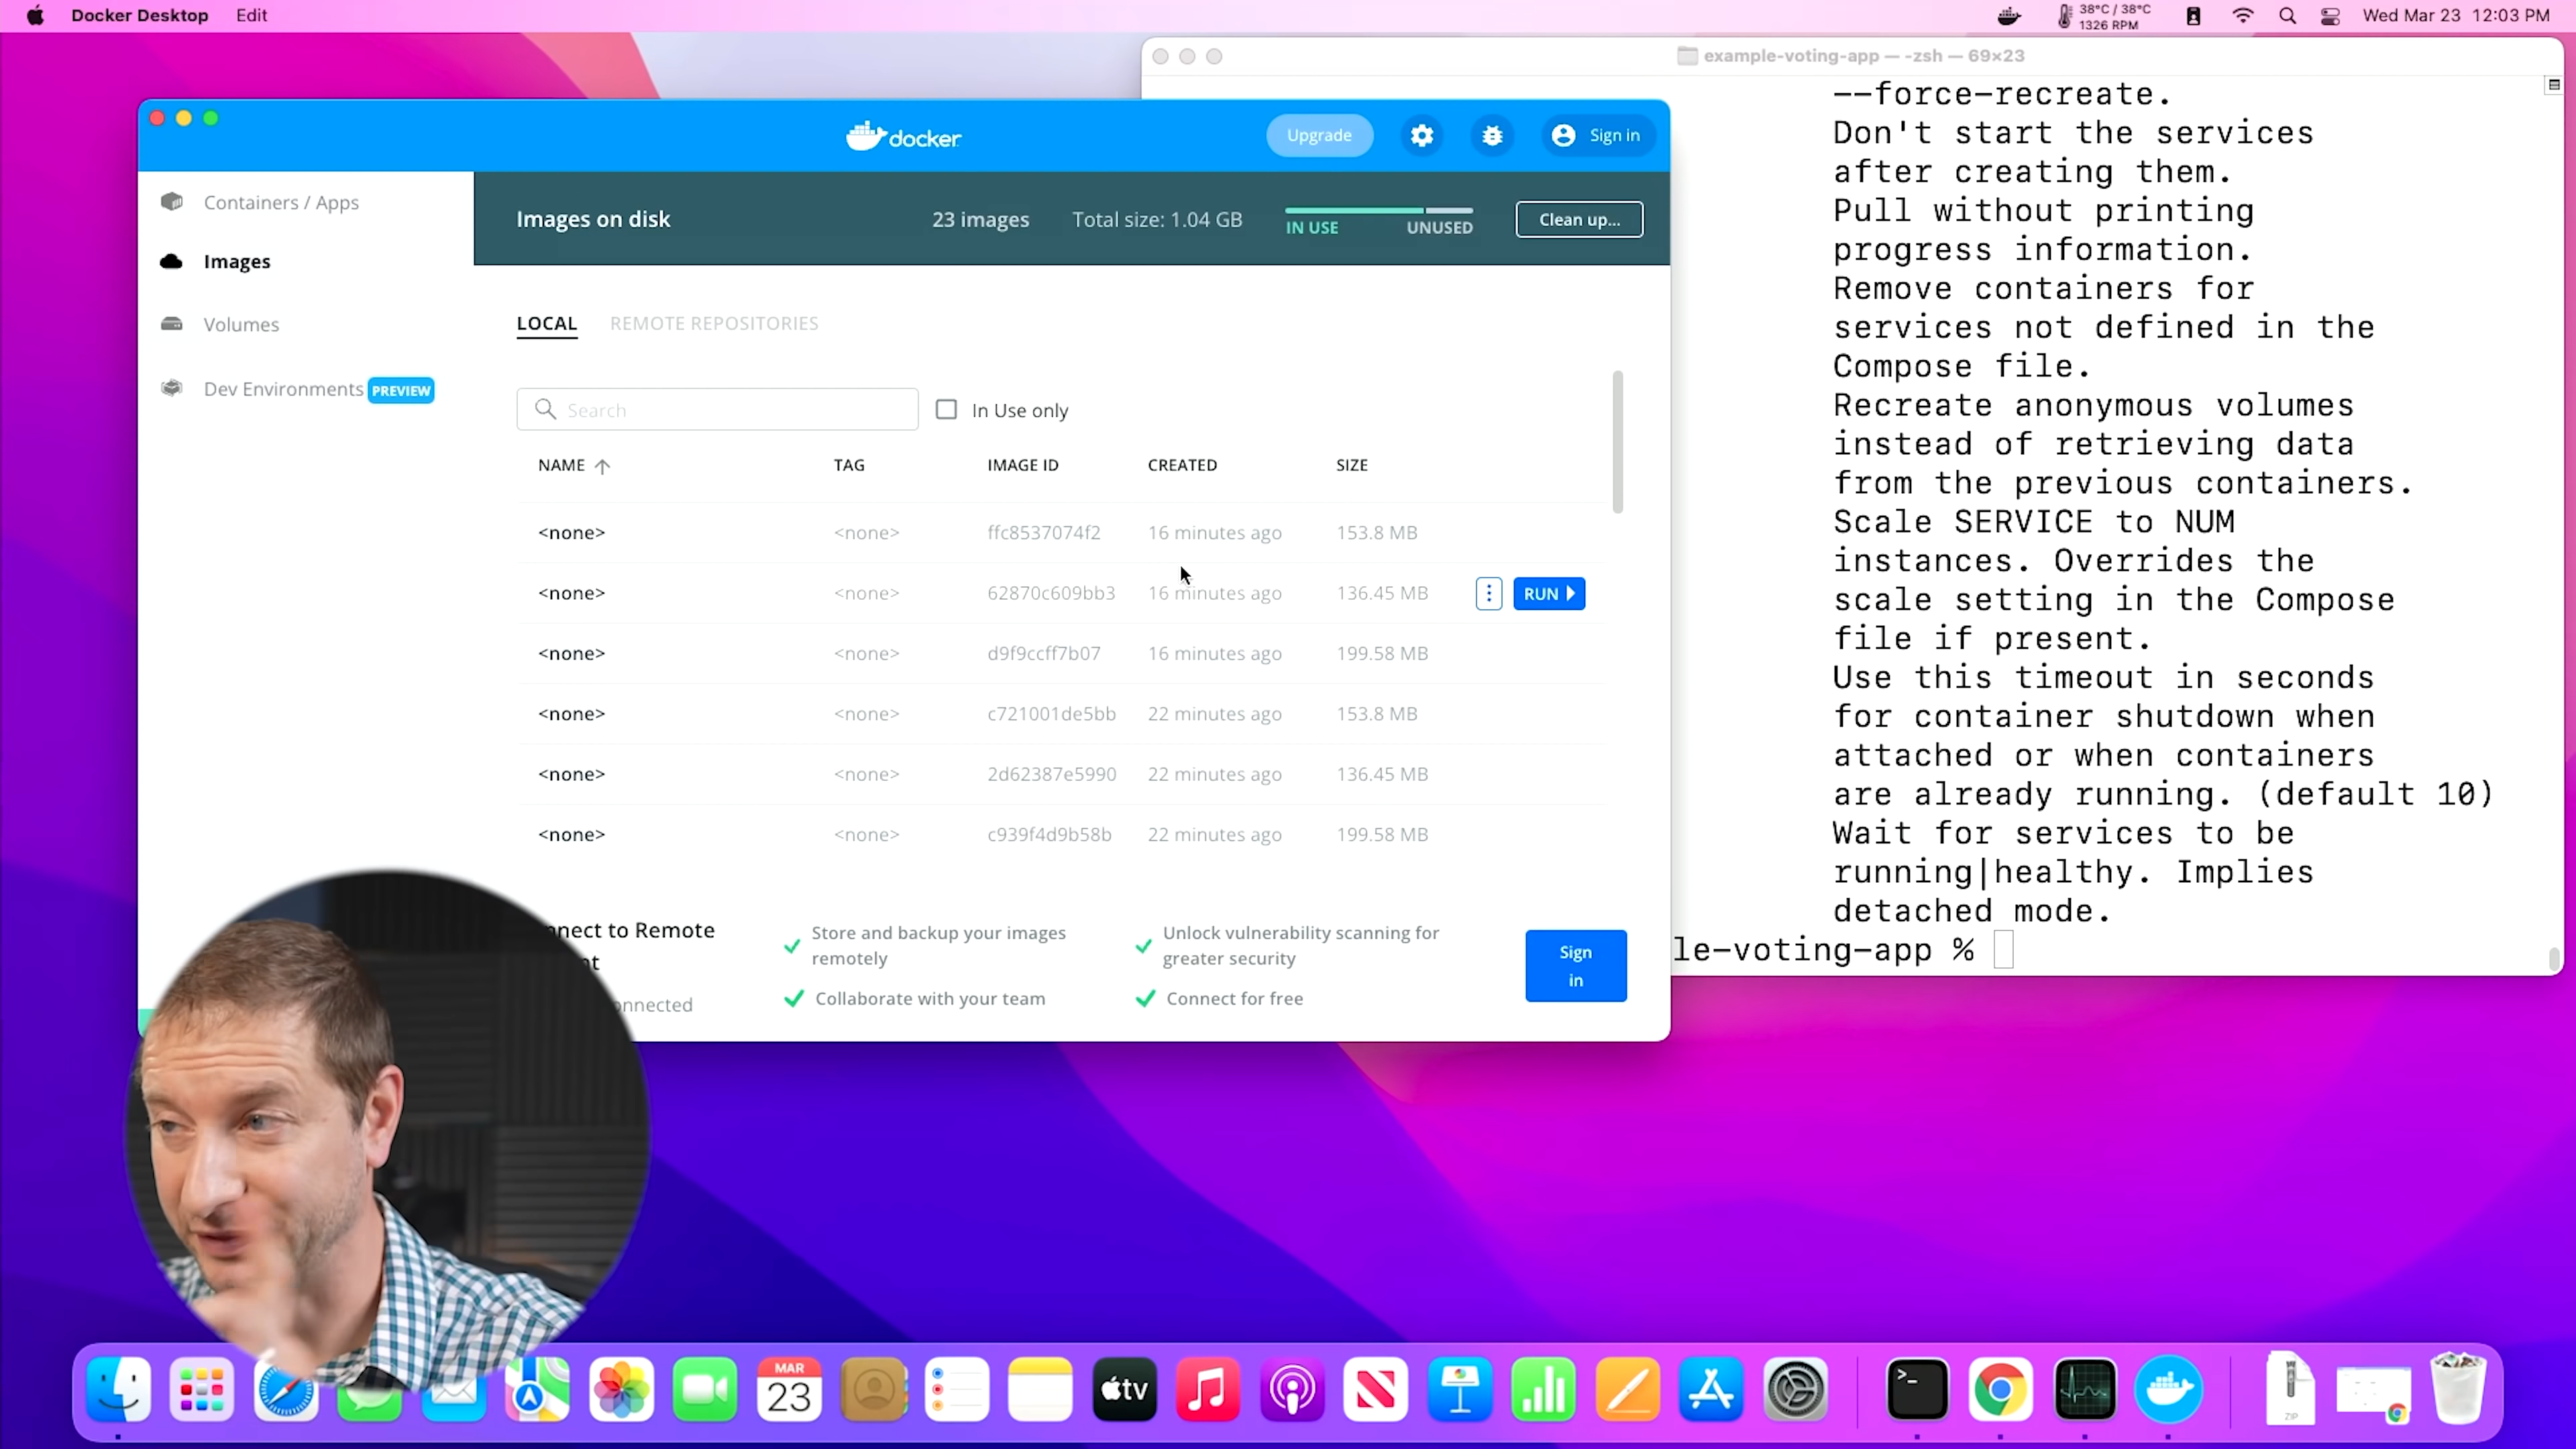 Docker Desktop Edit
38°C / 38°C
1326 RPM
Wed Mar 23 12:03 PM
example-voting-app — -zsh — 69×23
docker
Upgrade
Sign in
Containers / Apps
Images
Volumes
Dev Environments PREVIEW
Images on disk
23 images
Total size: 1.04 GB
IN USE
UNUSED
Clean up...
LOCAL
REMOTE REPOSITORIES
Search
In Use only
NAME TAG IMAGE ID CREATED SIZE
<none> <none> ffc8537074f2 16 minutes ago 153.8 MB
<none> <none> 62870c609bb3 16 minutes ago 136.45 MB RUN
<none> <none> d9f9ccff7b07 16 minutes ago 199.58 MB
<none> <none> c721001de5bb 22 minutes ago 153.8 MB
<none> <none> 2d62387e5990 22 minutes ago 136.45 MB
<none> <none> c939f4d9b58b 22 minutes ago 199.58 MB
nnect to Remote
nt
onnected
Store and backup your images
remotely
Collaborate with your team
Unlock vulnerability scanning for
greater security
Connect for free
Sign
in
--force-recreate.
Don't start the services
after creating them.
Pull without printing
progress information.
Remove containers for
services not defined in the
Compose file.
Recreate anonymous volumes
instead of retrieving data
from the previous containers.
Scale SERVICE to NUM
instances. Overrides the
scale setting in the Compose
file if present.
Use this timeout in seconds
for container shutdown when
attached or when containers
are already running. (default 10)
Wait for services to be
running|healthy. Implies
detached mode.
le-voting-app %
MAR
23
tv
>_
ZIP